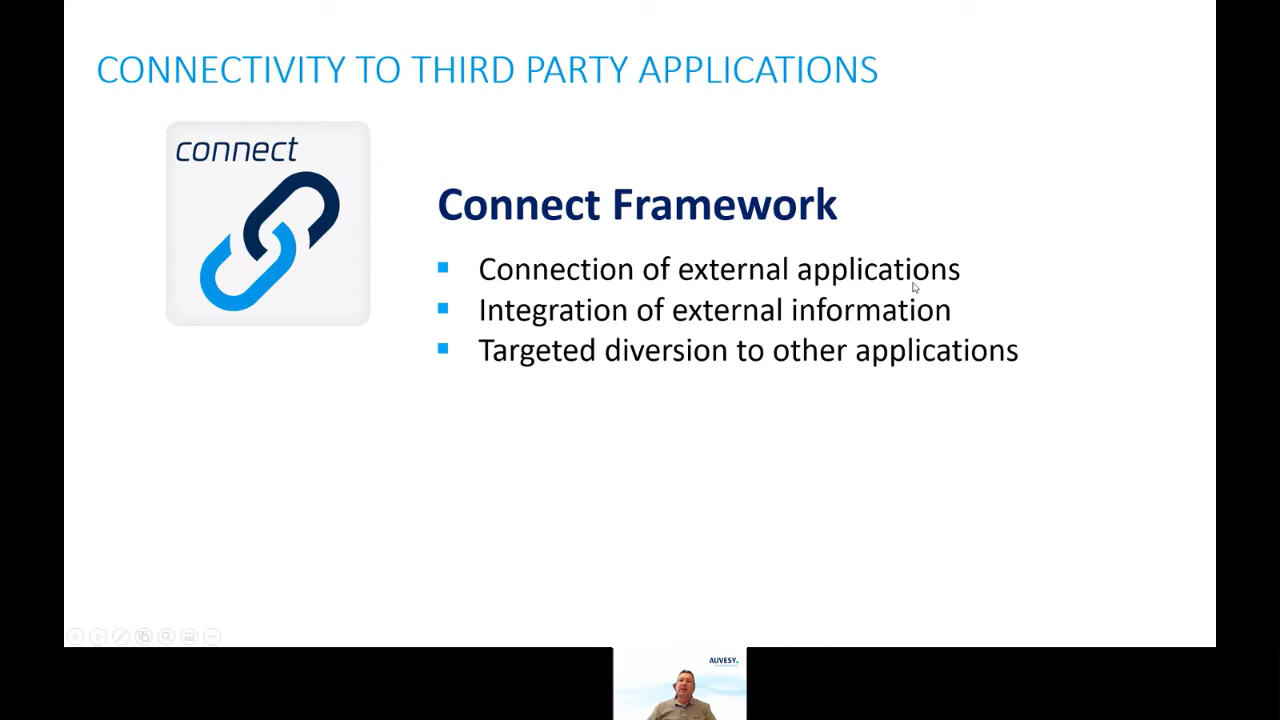 CONNECTIVITY TO THIRD PARTY APPLICATIONS
connect
Connect Framework
Connection of external applications
Integration of external information
Targeted diversion to other applications
AUVESY